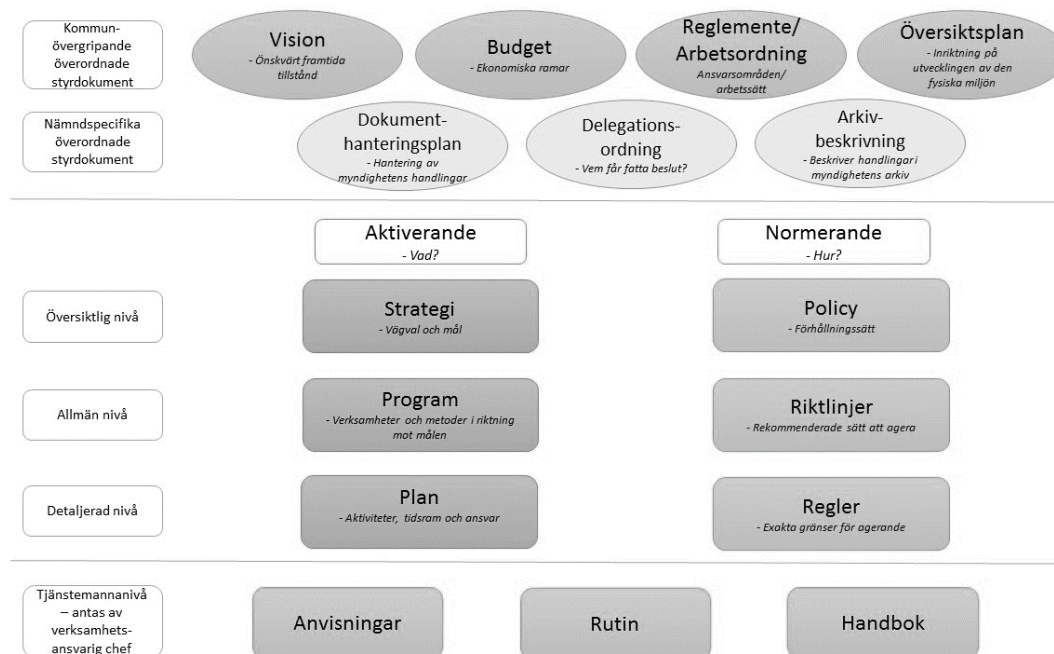 Kommun-
övergripande
överordnade
styrdokument
Vision
- Önskvärt framtida
tillstånd
Budget
- Ekonomiska ramar
Reglemente/
Arbetsordning
Ansvarsområden/
arbetssätt
Översiktsplan
- Inriktning på
utvecklingen av den
fysiska miljön
Nämndspecifika
överordnade
styrdokument
Dokument-
hanteringsplan
- Hantering av
myndighetens handlingar
Delegations-
ordning
- Vem får fatta beslut?
Arkiv-
beskrivning
- Beskriver handlingar i
myndighetens arkiv
Aktiverande
- Vad?
Normerande
- Hur?
Översiktlig nivå
Strategi
- Vägval och mål
Policy
- Förhållningssätt
Allmän nivå
Program
- Verksamheter och metoder i riktning
mot målen
Riktlinjer
- Rekommenderade sätt att agera
Detaljerad nivå
Plan
- Aktiviteter, tidsram och ansvar
Regler
- Exakta gränser för agerande
Tjänstemannanivå
– antas av
verksamhets-
ansvarig chef
Anvisningar
Rutin
Handbok